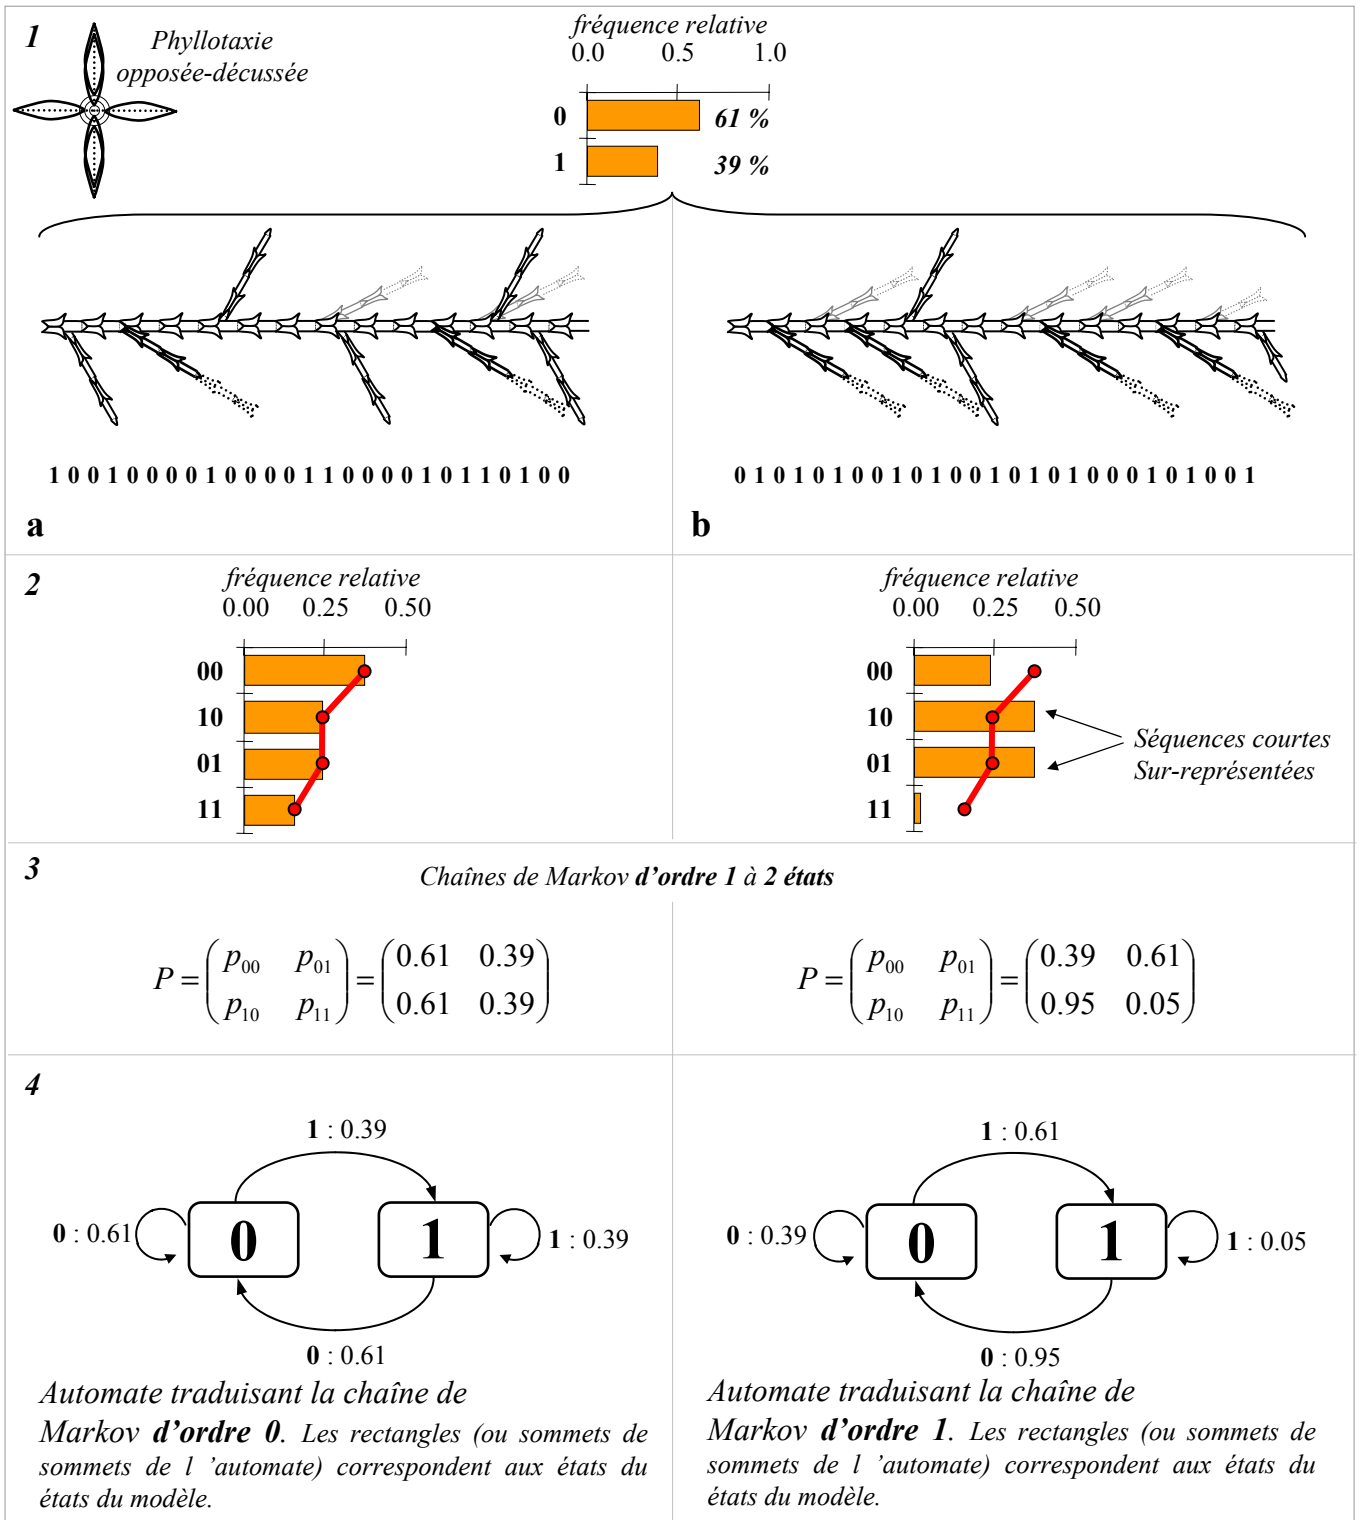 1
Phyllotaxie
opposée-décussée
fréquence relative
0.0 0.5 1.0
0 61 %
1 39 %
1 0 0 1 0 0 0 0 1 0 0 0 0 1 1 0 0 0 0 1 0 1 1 0 1 0 0
0 1 0 1 0 1 0 0 1 0 1 0 0 1 0 1 0 1 0 0 0 1 0 1 0 0 1
a
b
2
fréquence relative
0.00 0.25 0.50
00
10
01
11
fréquence relative
0.00 0.25 0.50
00
10
01
11
Séquences courtes
Sur-représentées
3
Chaînes de Markov d'ordre 1 à 2 états
P = ( p00 p01 ) = ( 0.61 0.39 )
( p10 p11 ) ( 0.61 0.39 )
P = ( p00 p01 ) = ( 0.39 0.61 )
( p10 p11 ) ( 0.95 0.05 )
4
1 : 0.39
0 : 0.61 0 1 1 : 0.39
0 : 0.61
Automate traduisant la chaîne de
Markov d'ordre 0. Les rectangles (ou sommets de
sommets de l ’automate) correspondent aux états du
états du modèle.
1 : 0.61
0 : 0.39 0 1 1 : 0.05
0 : 0.95
Automate traduisant la chaîne de
Markov d'ordre 1. Les rectangles (ou sommets de
sommets de l ’automate) correspondent aux états du
états du modèle.